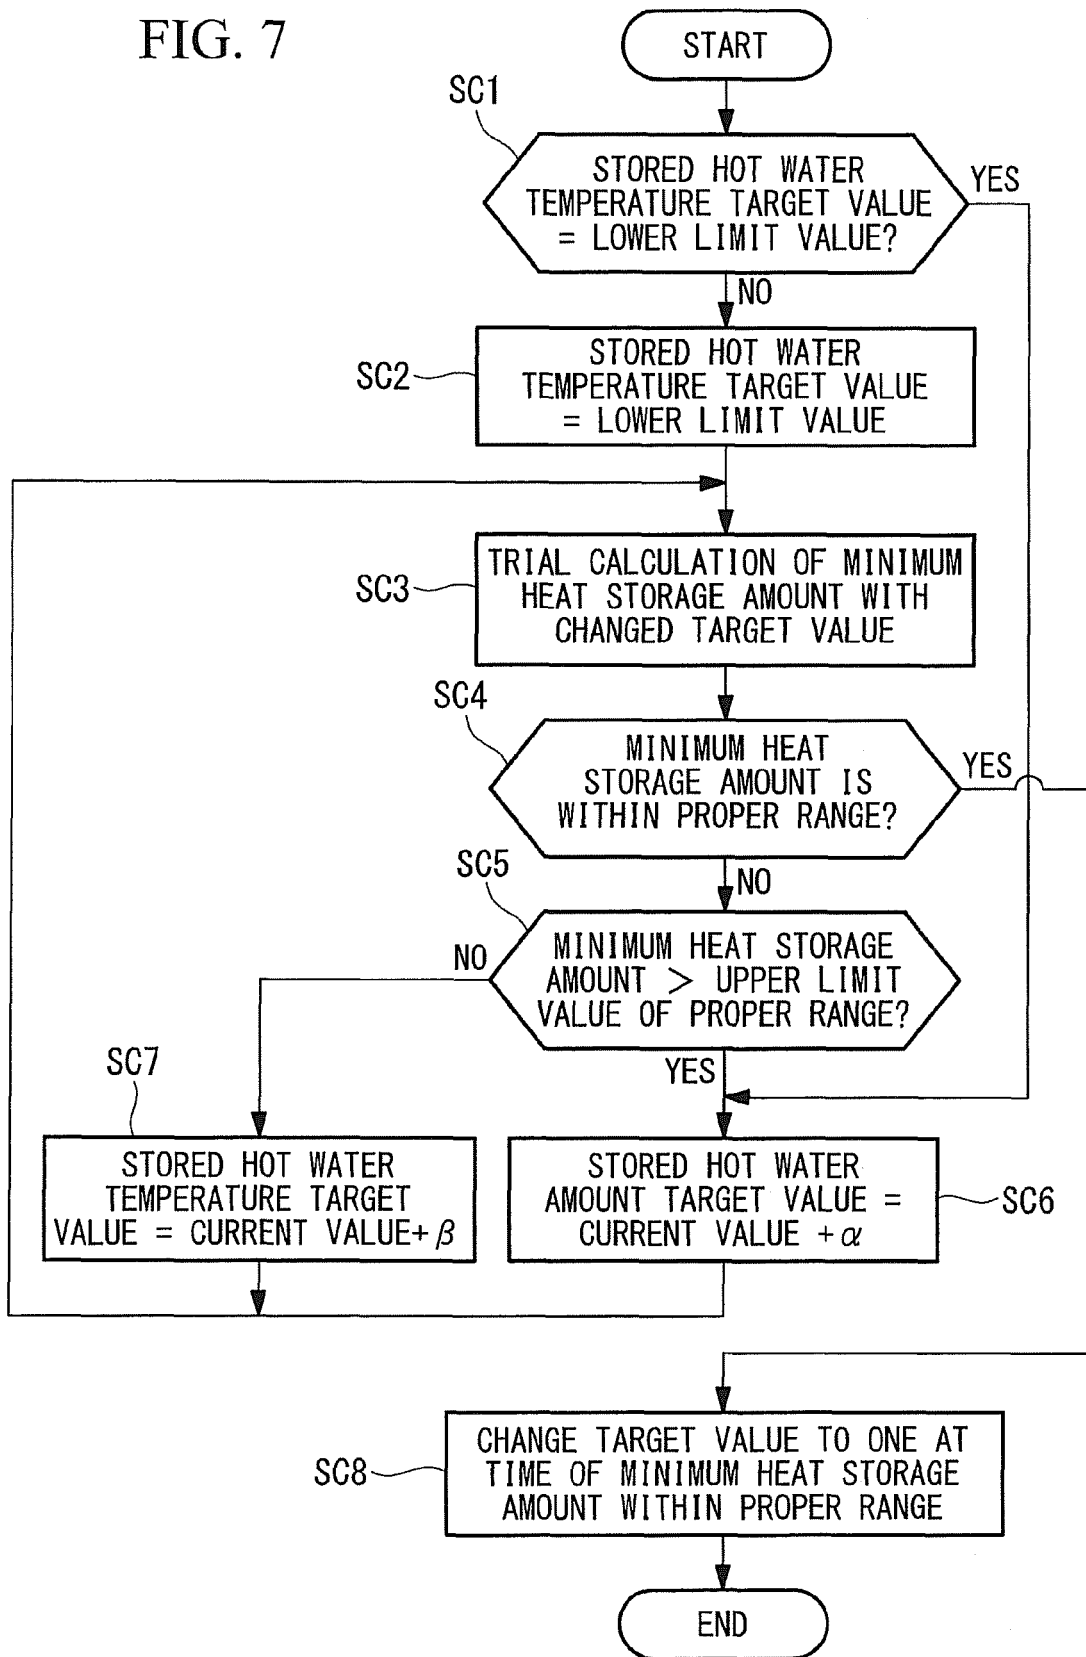 FIG. 7
START
SC1
STORED HOT WATER
TEMPERATURE TARGET VALUE
= LOWER LIMIT VALUE?
YES
NO
SC2
STORED HOT WATER
TEMPERATURE TARGET VALUE
= LOWER LIMIT VALUE
SC3
TRIAL CALCULATION OF MINIMUM
HEAT STORAGE AMOUNT WITH
CHANGED TARGET VALUE
SC4
MINIMUM HEAT
STORAGE AMOUNT IS
WITHIN PROPER RANGE?
YES
NO
SC5
MINIMUM HEAT STORAGE
AMOUNT > UPPER LIMIT
VALUE OF PROPER RANGE?
NO
YES
SC7
STORED HOT WATER
TEMPERATURE TARGET
VALUE = CURRENT VALUE+β
STORED HOT WATER
AMOUNT TARGET VALUE =
CURRENT VALUE +α
SC6
SC8
CHANGE TARGET VALUE TO ONE AT
TIME OF MINIMUM HEAT STORAGE
AMOUNT WITHIN PROPER RANGE
END